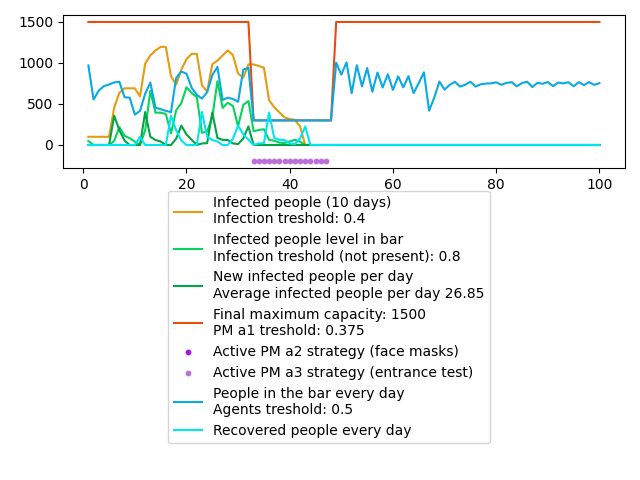 1500
1000
500
0
0 20 40 60 80 100
Infected people (10 days)
Infection treshold: 0.4
Infected people level in bar
Infection treshold (not present): 0.8
New infected people per day
Average infected people per day 26.85
Final maximum capacity: 1500
PM a1 treshold: 0.375
Active PM a2 strategy (face masks)
Active PM a3 strategy (entrance test)
People in the bar every day
Agents treshold: 0.5
Recovered people every day